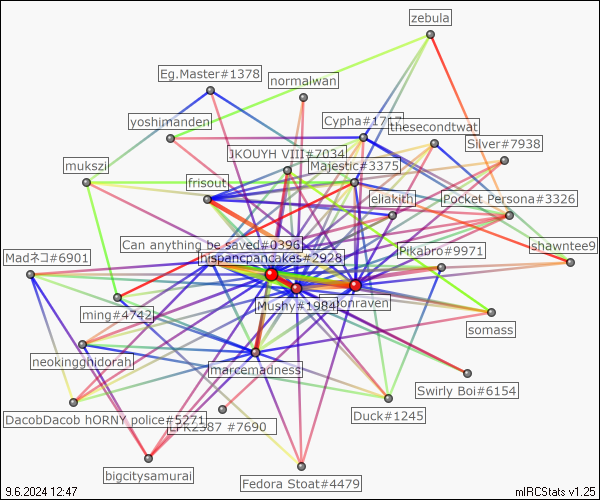 zebula
Eg.Master#1378
normalwan
yoshimanden
Cypha#1717
thesecondtwat
Silver#7938
JKOUYH VIII#7034
Majestic#3375
mukszi
frisout
eliakith
Pocket Persona#3326
Can anything be saved#0396
shawntee9
Madネコ#6901
hispancpancakes#2928
Pikabro#9971
Mushy#1984
ming#4742
somass
neokingghidorah
marcemadness
Swirly Boi#6154
DacobDacob hORNY police#5271
Duck#1245
#7690
bigcitysamurai
Fedora Stoat#4479
9.6.2024 12:47
mIRCStats v1.25